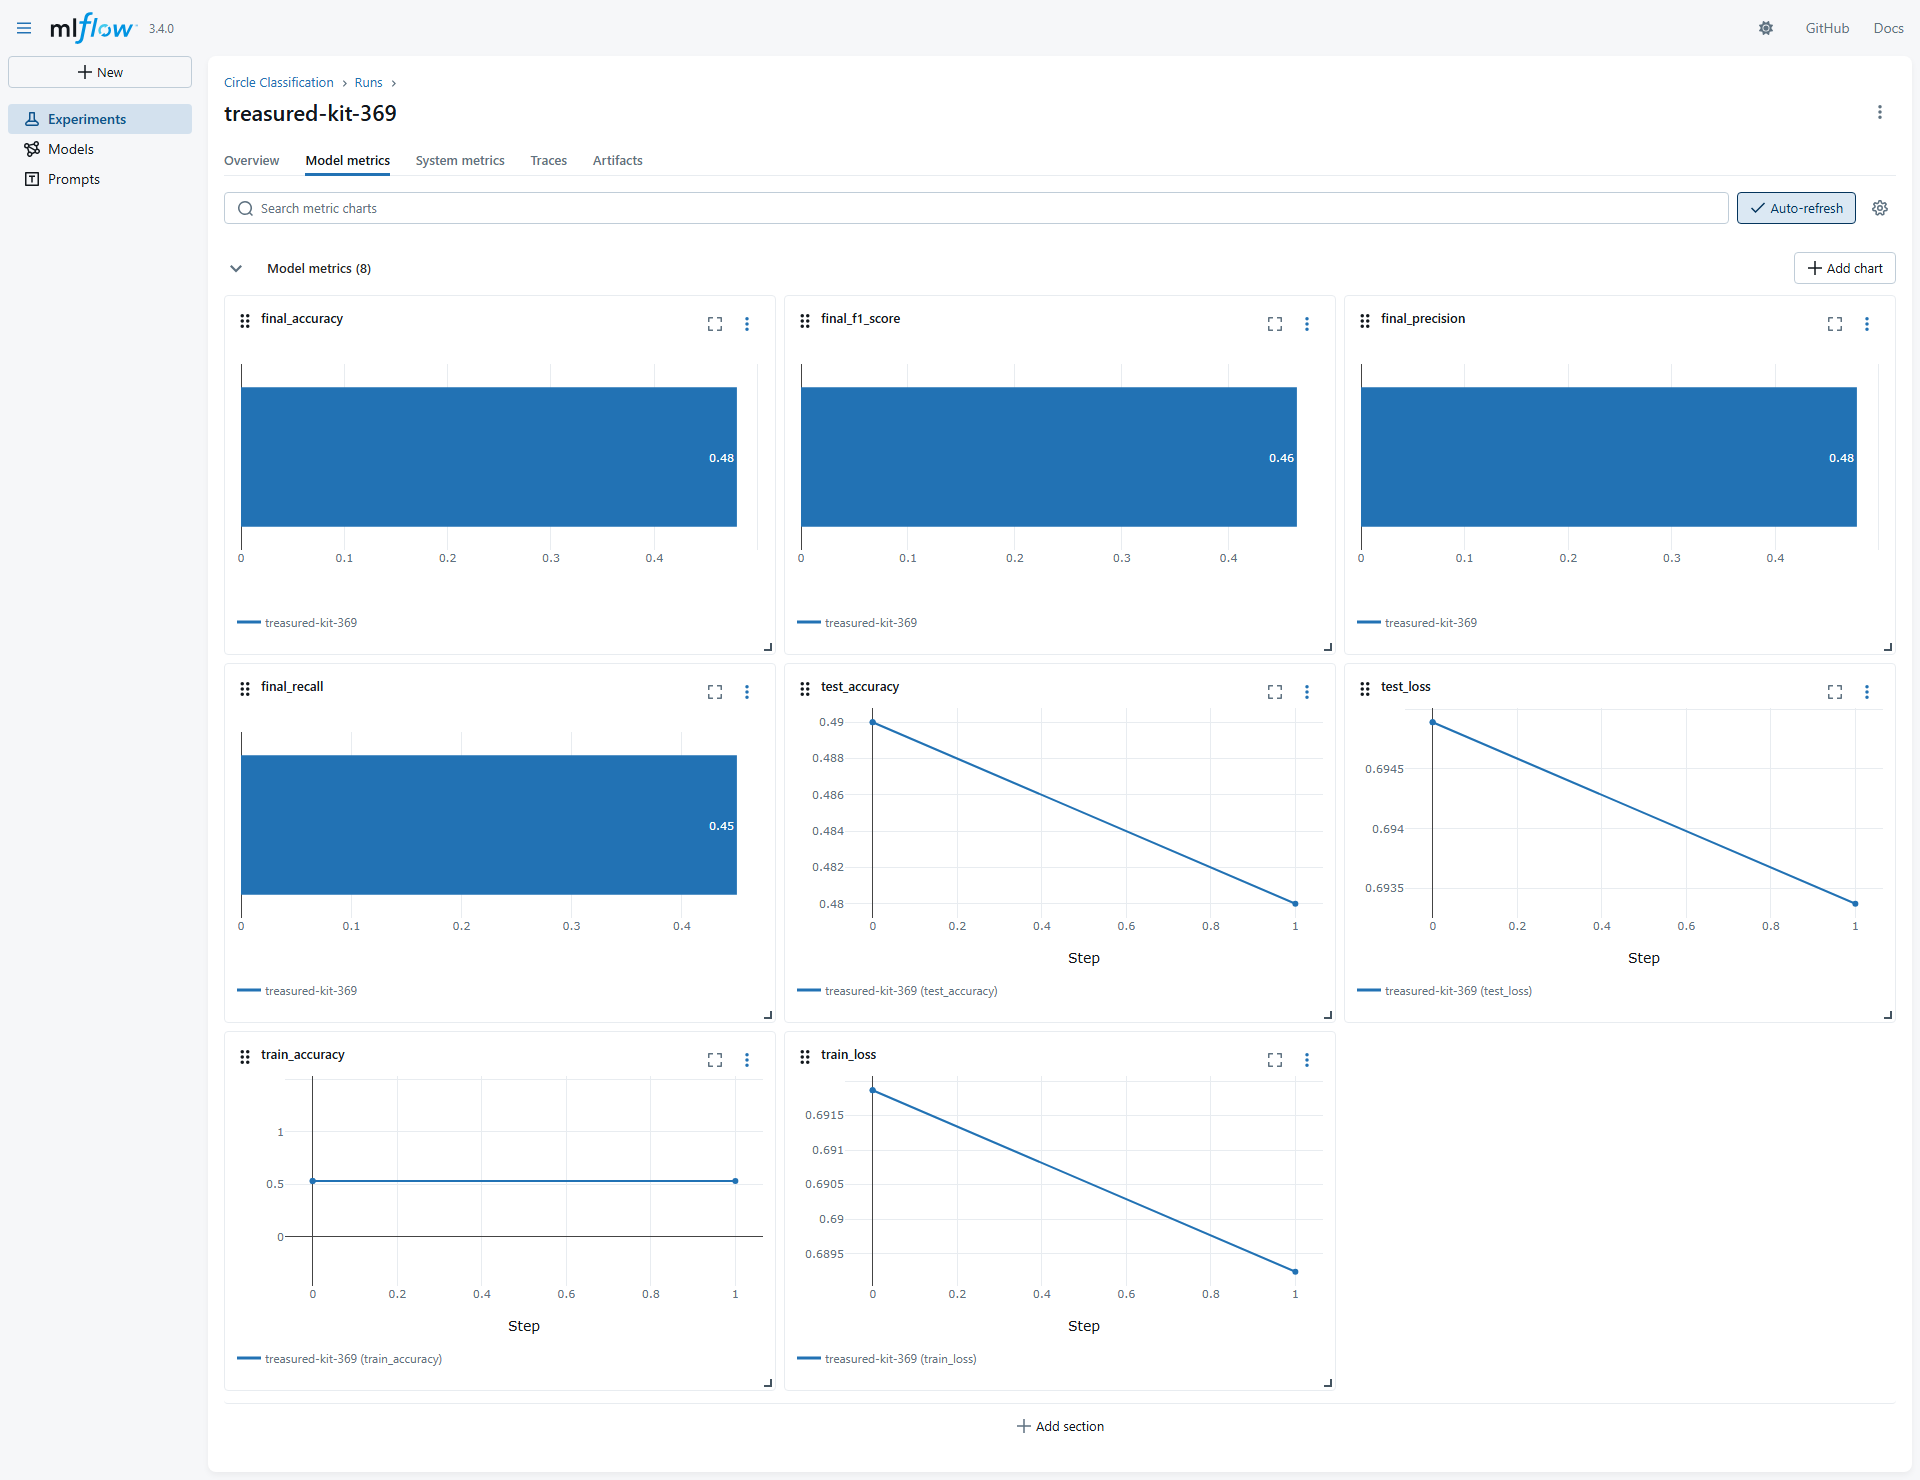 mlflow 3.4.0
GitHub Docs
New
Experiments
Models
Prompts
Circle Classification › Runs ›
treasured-kit-369
Overview Model metrics System metrics Traces Artifacts
Search metric charts
Auto-refresh
Model metrics (8)
Add chart
final_accuracy
0.48
0 0.1 0.2 0.3 0.4
treasured-kit-369
final_f1_score
0.46
0 0.1 0.2 0.3 0.4
treasured-kit-369
final_precision
0.48
0 0.1 0.2 0.3 0.4
treasured-kit-369
final_recall
0.45
0 0.1 0.2 0.3 0.4
treasured-kit-369
test_accuracy
0.49
0.488
0.486
0.484
0.482
0.48
0 0.2 0.4 0.6 0.8 1
Step
treasured-kit-369 (test_accuracy)
test_loss
0.6945
0.694
0.6935
0 0.2 0.4 0.6 0.8 1
Step
treasured-kit-369 (test_loss)
train_accuracy
1
0.5
0
0 0.2 0.4 0.6 0.8 1
Step
treasured-kit-369 (train_accuracy)
train_loss
0.6915
0.691
0.6905
0.69
0.6895
0 0.2 0.4 0.6 0.8 1
Step
treasured-kit-369 (train_loss)
Add section